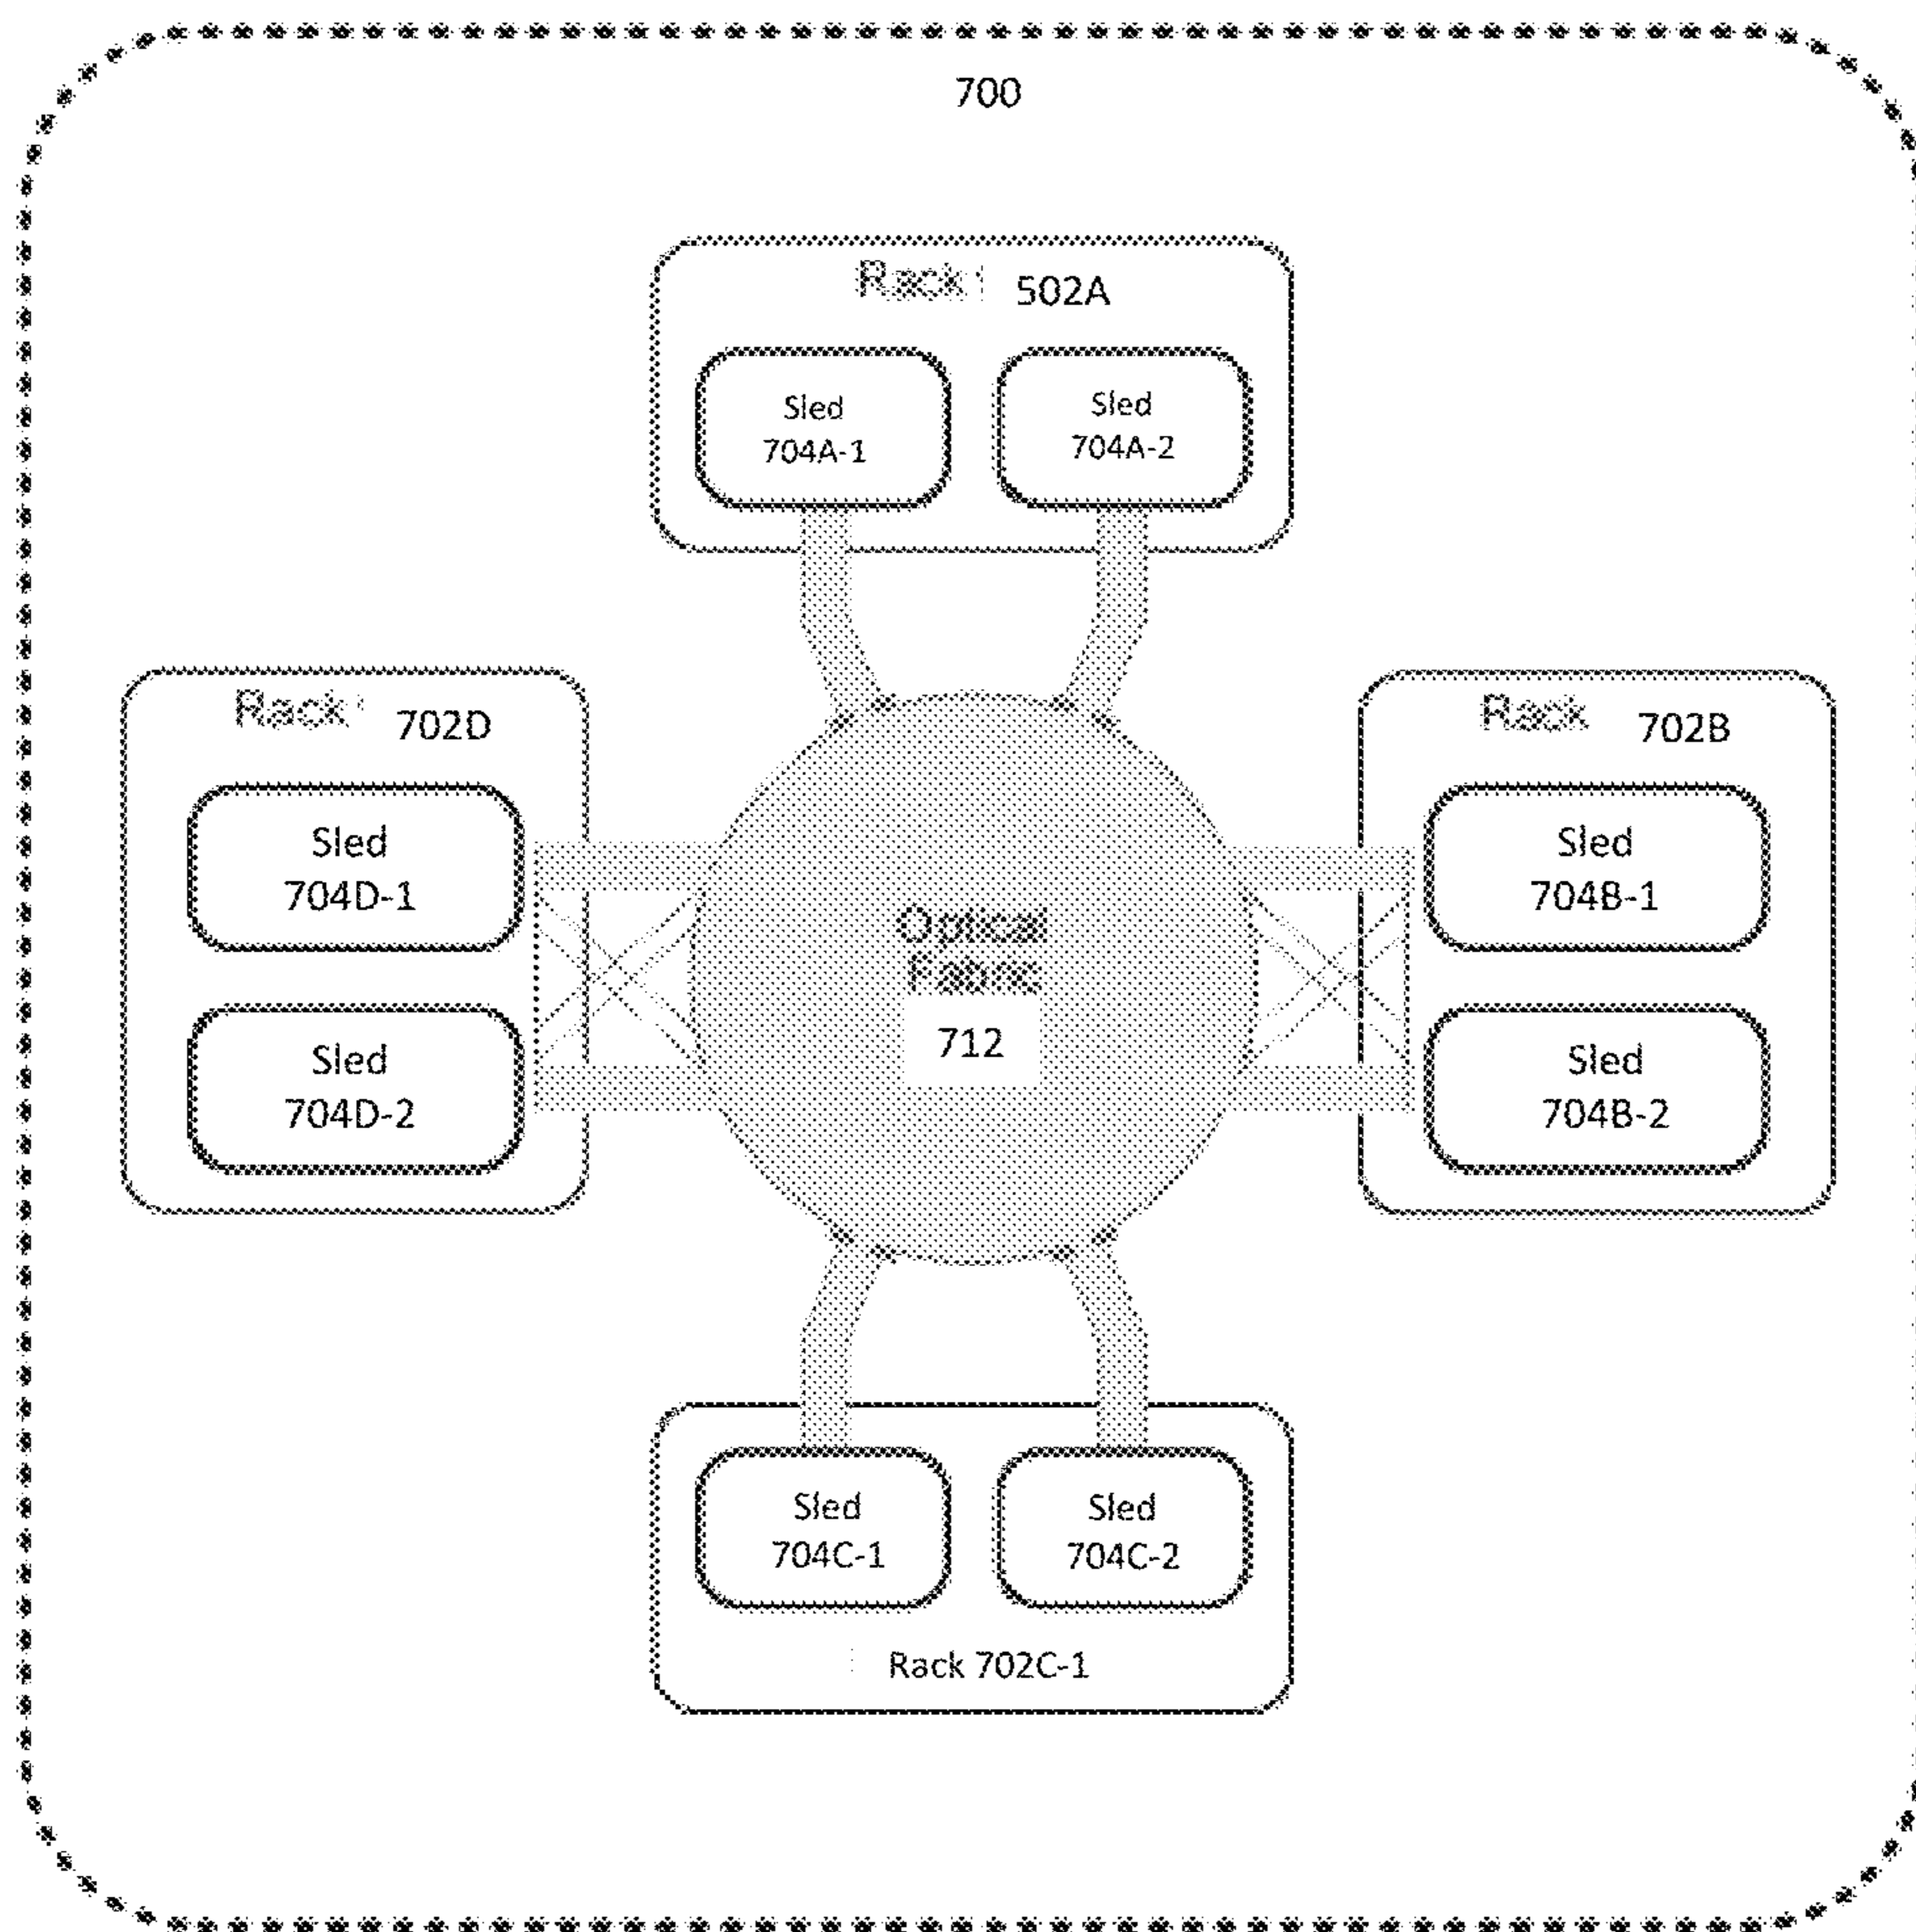 700
Rack 502A
Sled
704A-1
Sled
704A-2
Rack 702D
Sled
704D-1
Sled
704D-2
Optical
Fabric
712
Rack 702B
Sled
704B-1
Sled
704B-2
Sled
704C-1
Sled
704C-2
Rack 702C-1